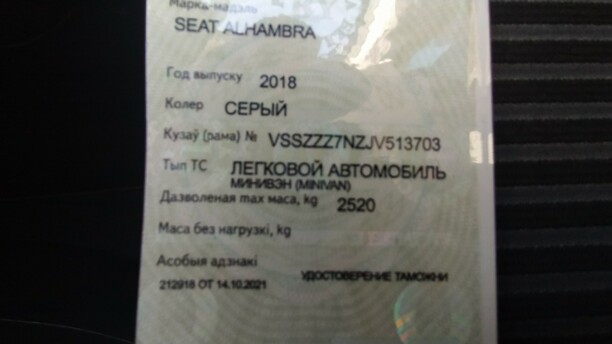 Марка-мадэль
SEAT ALHAMBRA
Год выпуску 2018
Колер СЕРЫЙ
Кузаў (рама) № VSSZZZ7NZJV513703
Тып ТС ЛЕГКОВОЙ АВТОМОБИЛЬ
МИНИВЭН (MINIVAN)
Дазволеная max маса, kg 2520
Маса без нагрузкі, kg
Асобыя адзнакі
212918 ОТ 14.10.2021 УДОСТОВЕРЕНИЕ ТАМОЖНИ